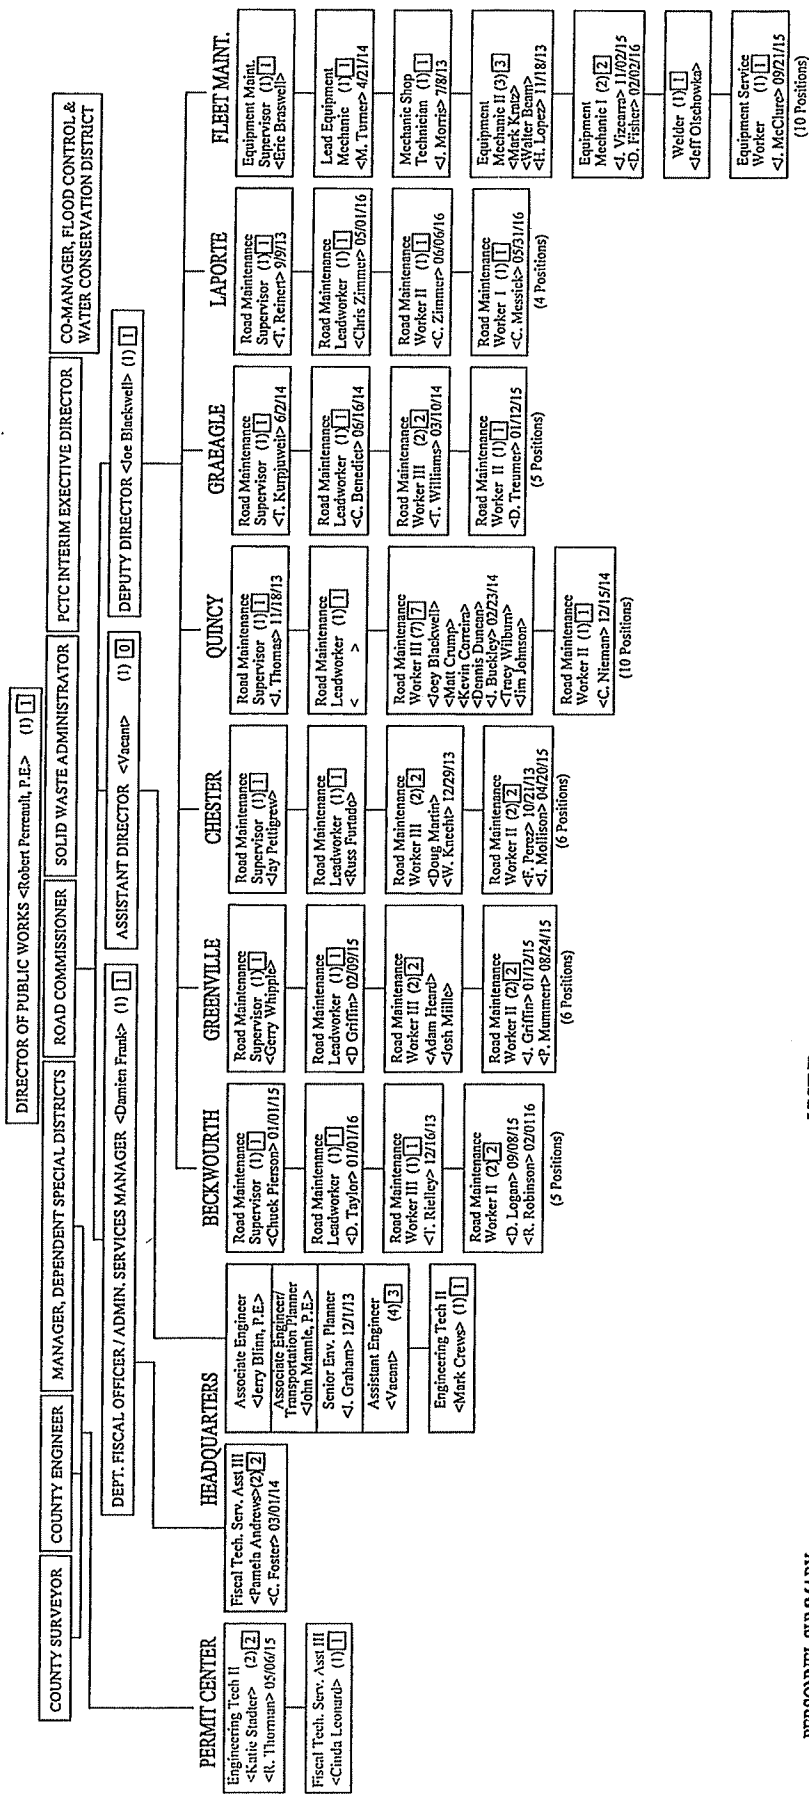 DIRECTOR OF PUBLIC WORKS <Robert Perreault, P.E.> (1) 1
COUNTY SURVEYOR
COUNTY ENGINEER
MANAGER, DEPENDENT SPECIAL DISTRICTS
ROAD COMMISSIONER
SOLID WASTE ADMINISTRATOR
PCTC INTERIM EXECTIVE DIRECTOR
CO-MANAGER, FLOOD CONTROL &
WATER CONSERVATION DISTRICT
DEPT. FISCAL OFFICER / ADMIN. SERVICES MANAGER <Damien Frank> (1) 1
ASSISTANT DIRECTOR <Vacant> (1) 0
DEPUTY DIRECTOR <Joe Blackwell> (1) 1
PERMIT CENTER
Engineering Tech II
<Katie Stadter> (2) 2
<R. Thorman> 05/06/15
Fiscal Tech. Serv. Asst III
<Cinda Leonard> (1) 1
HEADQUARTERS
Fiscal Tech. Serv. Asst III
<Pamela Andrews>(2) 2
<C. Foster> 03/01/14
Associate Engineer
<Jerry Blinn, P.E.>
Associate Engineer/
Transportation Planner
<John Mannle, P.E.>
Senior Env. Planner
<J. Graham> 12/1/13
Assistant Engineer
<Vacant> (4) 3
Engineering Tech II
<Mark Crews> (1) 1
BECKWOURTH
Road Maintenance
Supervisor (1) 1
<Chuck Pierson> 01/01/15
Road Maintenance
Leadworker (1) 1
<D. Taylor> 01/01/16
Road Maintenance
Worker III (1) 1
<T. Rielley> 12/16/13
Road Maintenance
Worker II (2) 2
<D. Logan> 09/08/15
<R. Robinson> 02/0116
(5 Positions)
GREENVILLE
Road Maintenance
Supervisor (1) 1
<Gerry Whipple>
Road Maintenance
Leadworker (1) 1
<D Griffin> 02/09/15
Road Maintenance
Worker III (2) 2
<Adam Heard>
<Josh Mille>
Road Maintenance
Worker II (2) 2
<J. Griffin> 01/12/15
<P. Mummert> 08/24/15
(6 Positions)
CHESTER
Road Maintenance
Supervisor (1) 1
<Jay Pettigrew>
Road Maintenance
Leadworker (1) 1
<Russ Furtado>
Road Maintenance
Worker III (2) 2
<Doug Martin>
<W. Knecht> 12/29/13
Road Maintenance
Worker II (2) 2
<F. Perez> 10/21/13
<J. Mollison> 04/20/15
(6 Positions)
QUINCY
Road Maintenance
Supervisor (1) 1
<J. Thomas> 11/18/13
Road Maintenance
Leadworker (1) 1
< >
Road Maintenance
Worker III (7) 7
<Joey Blackwell>
<Matt Crump>
<Kevin Correira>
<Dennis Duncan>
<J. Buckley> 02/23/14
<Tracey Wilburn>
<Jim Johnson>
Road Maintenance
Worker II (1) 1
<C. Nieman> 12/15/14
(10 Positions)
GRAEAGLE
Road Maintenance
Supervisor (1) 1
<T. Kurpjuweit> 6/2/14
Road Maintenance
Leadworker (1) 1
<C. Benedict> 06/16/14
Road Maintenance
Worker III (2) 2
<T. Williams> 03/10/14
Road Maintenance
Worker II (1) 1
<D. Treumer> 01/12/15
(5 Positions)
LAPORTE
Road Maintenance
Supervisor (1) 1
<T. Reinert> 9/9/13
Road Maintenance
Leadworker (1) 1
<Chris Zimmer> 05/01/16
Road Maintenance
Worker II (1) 1
<C. Zimmer> 06/06/16
Road Maintenance
Worker I (1) 1
<C. Messick> 05/31/16
(4 Positions)
FLEET MAINT.
Equipment Maint.
Supervisor (1) 1
<Eric Braswell>
Lead Equipment
Mechanic (1) 1
<M. Turner> 4/21/14
Mechanic Shop
Technician (1) 1
<J. Morris> 7/8/13
Equipment
Mechanic II (3) 3
<Mark Kratz>
<Walter Beam>
<H. Lopez> 11/18/13
Equipment
Mechanic I (2) 2
<J. Vizcarra> 11/02/15
<D. Fisher> 02/02/16
Welder (1) 1
<Jeff Olschowka>
Equipment Service
Worker (1) 1
<J. McClure> 09/21/15
(10 Positions)
PERSONNEL SUMMARY